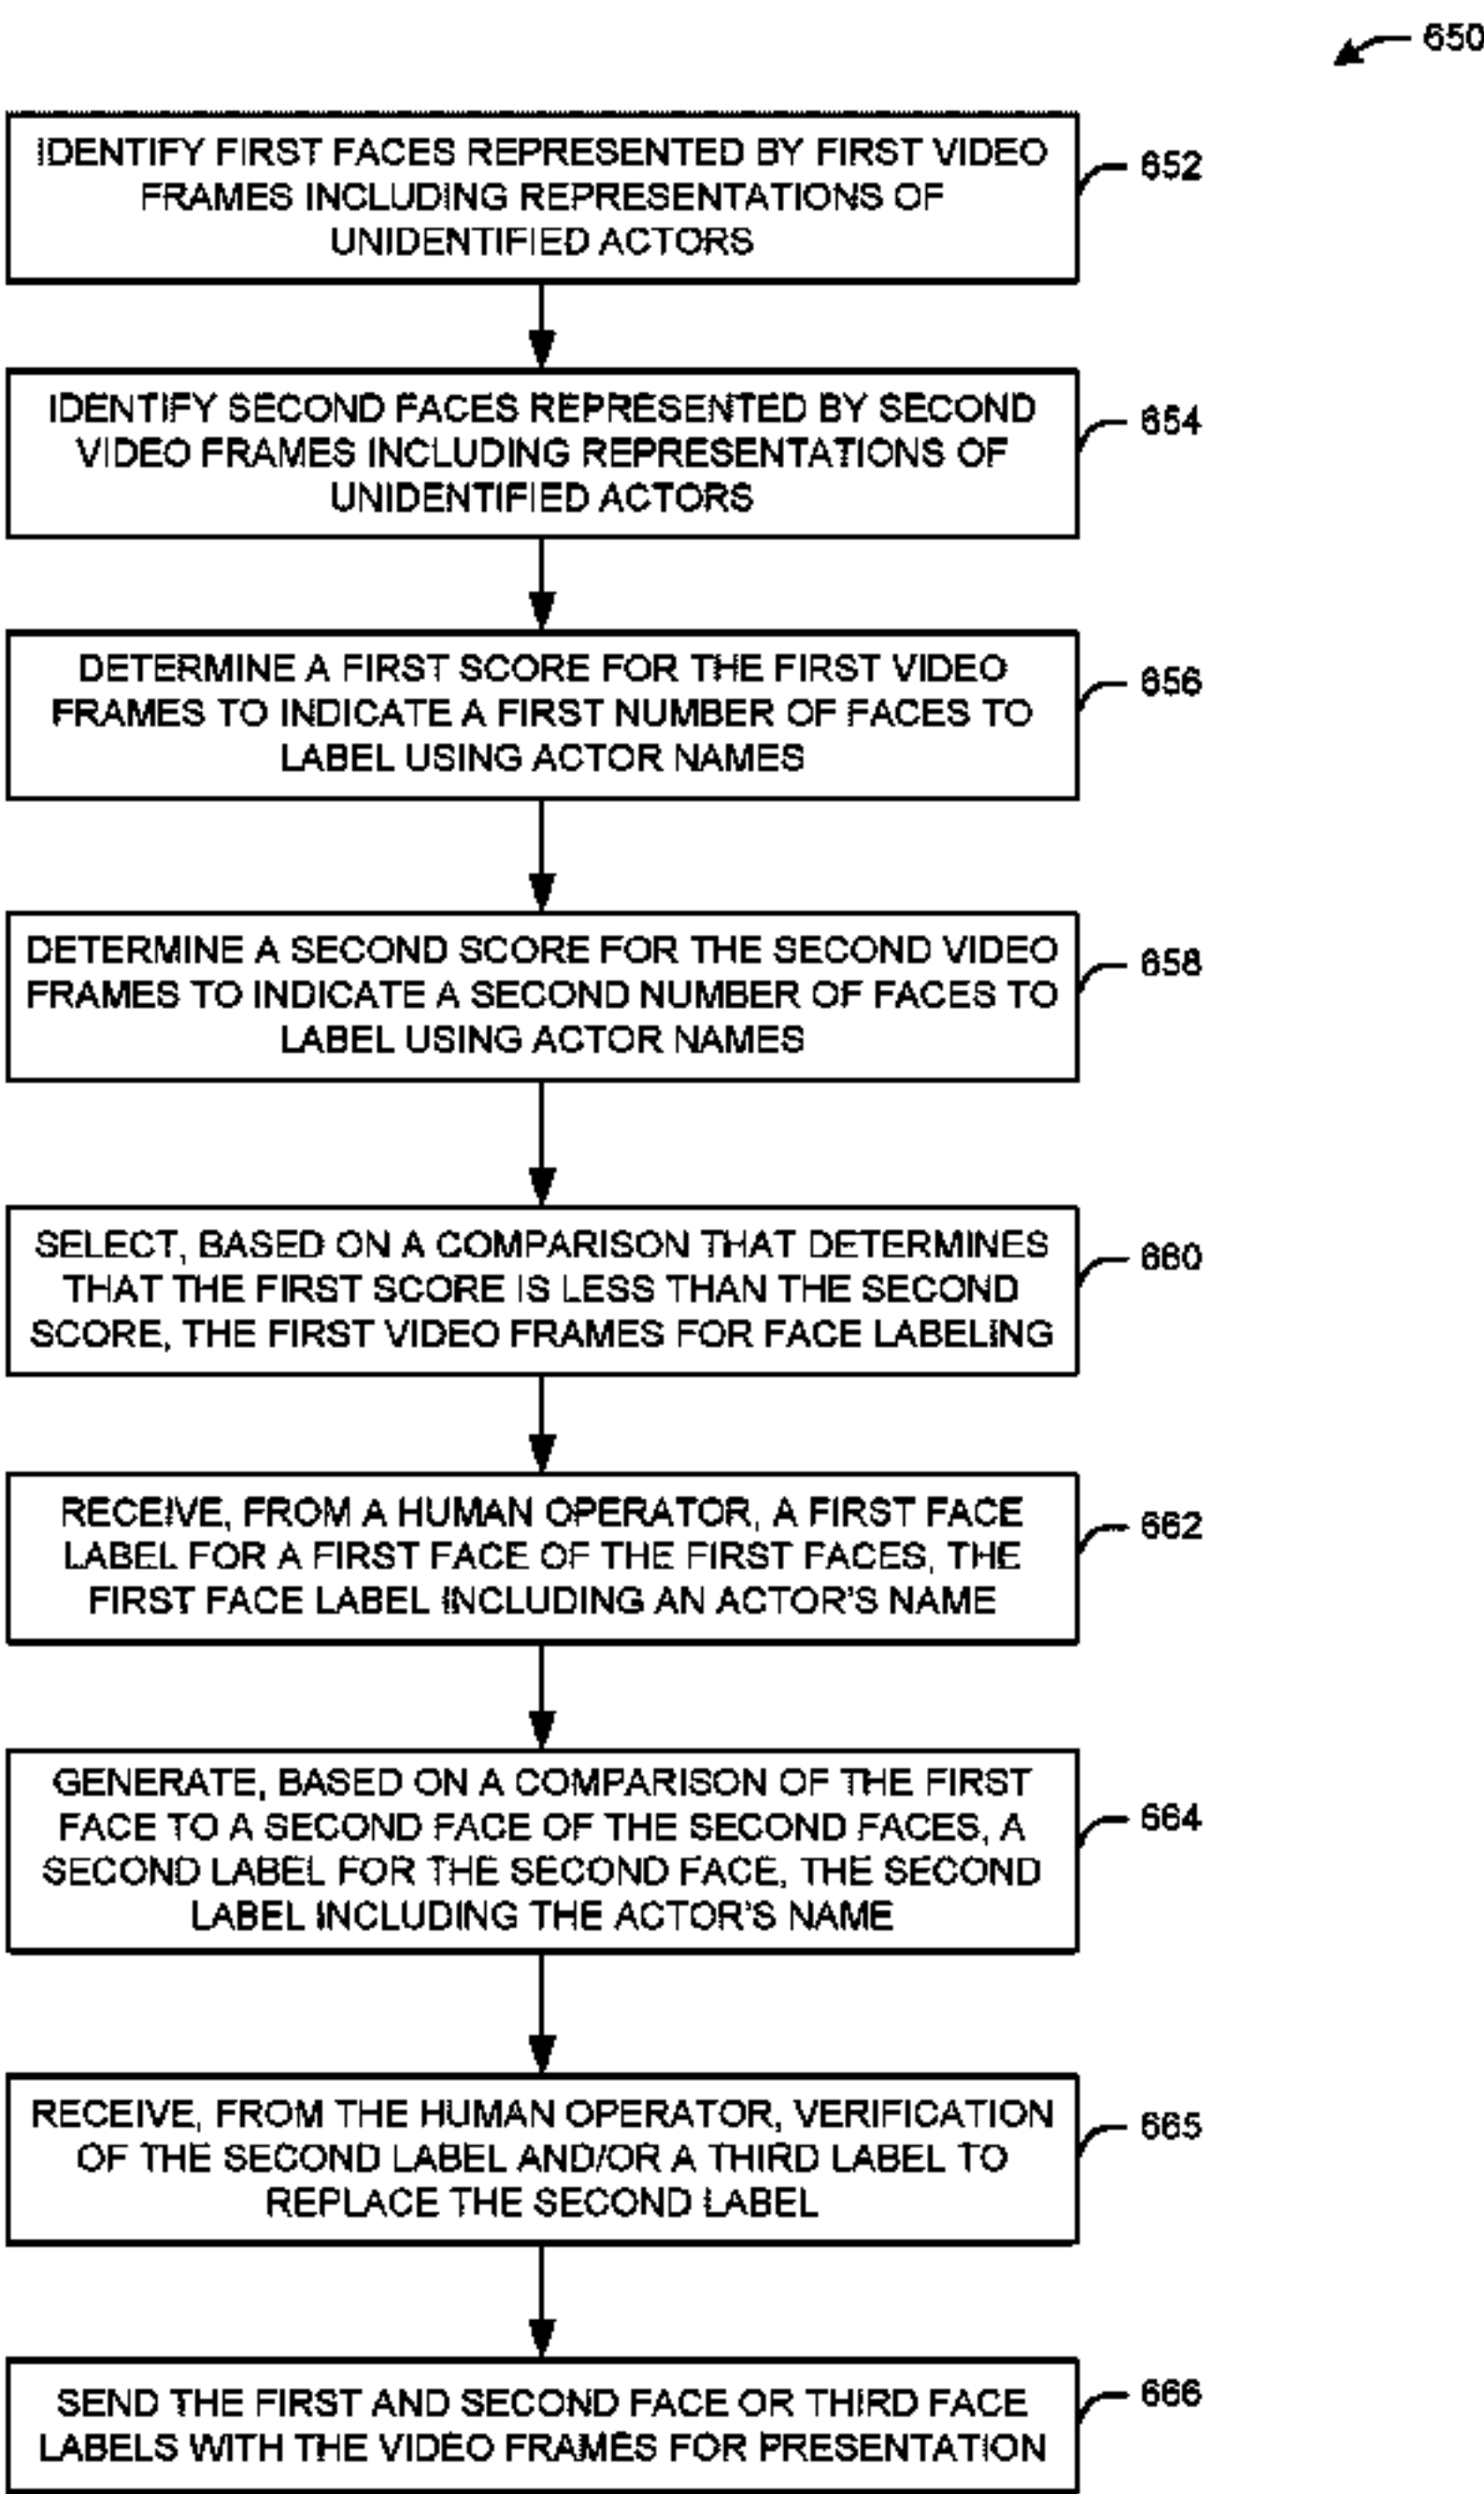 650
IDENTIFY FIRST FACES REPRESENTED BY FIRST VIDEO
FRAMES INCLUDING REPRESENTATIONS OF
UNIDENTIFIED ACTORS
652
IDENTIFY SECOND FACES REPRESENTED BY SECOND
VIDEO FRAMES INCLUDING REPRESENTATIONS OF
UNIDENTIFIED ACTORS
654
DETERMINE A FIRST SCORE FOR THE FIRST VIDEO
FRAMES TO INDICATE A FIRST NUMBER OF FACES TO
LABEL USING ACTOR NAMES
656
DETERMINE A SECOND SCORE FOR THE SECOND VIDEO
FRAMES TO INDICATE A SECOND NUMBER OF FACES TO
LABEL USING ACTOR NAMES
658
SELECT, BASED ON A COMPARISON THAT DETERMINES
THAT THE FIRST SCORE IS LESS THAN THE SECOND
SCORE, THE FIRST VIDEO FRAMES FOR FACE LABELING
660
RECEIVE, FROM A HUMAN OPERATOR, A FIRST FACE
LABEL FOR A FIRST FACE OF THE FIRST FACES, THE
FIRST FACE LABEL INCLUDING AN ACTOR'S NAME
662
GENERATE, BASED ON A COMPARISON OF THE FIRST
FACE TO A SECOND FACE OF THE SECOND FACES, A
SECOND LABEL FOR THE SECOND FACE, THE SECOND
LABEL INCLUDING THE ACTOR'S NAME
664
RECEIVE, FROM THE HUMAN OPERATOR, VERIFICATION
OF THE SECOND LABEL AND/OR A THIRD LABEL TO
REPLACE THE SECOND LABEL
665
SEND THE FIRST AND SECOND FACE OR THIRD FACE
LABELS WITH THE VIDEO FRAMES FOR PRESENTATION
666